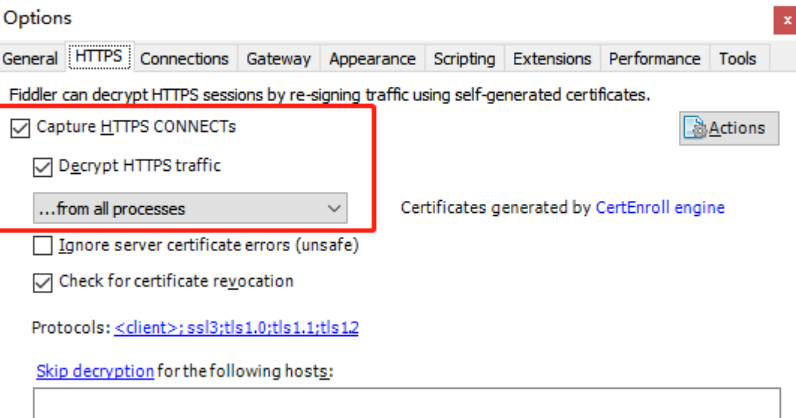 Options
x
General HTTPS Connections Gateway Appearance Scripting Extensions Performance Tools
Fiddler can decrypt HTTPS sessions by re-signing traffic using self-generated certificates.
Capture HTTPS CONNECTs
Actions
Decrypt HTTPS traffic
...from all processes
Certificates generated by CertEnroll engine
Ignore server certificate errors (unsafe)
Check for certificate revocation
Protocols: <client>; ssl3;tls1.0;tls1.1;tls1.2
Skip decryption for the following hosts: